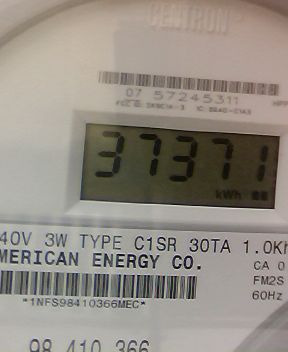 CENTRON
07 57245311
37371
kWh
40V 3W TYPE C1SR 30TA 1.0Kh
MERICAN ENERGY CO.
CA 0
FM2S
60Hz
*1NFS98410366MEC*
98 410 366